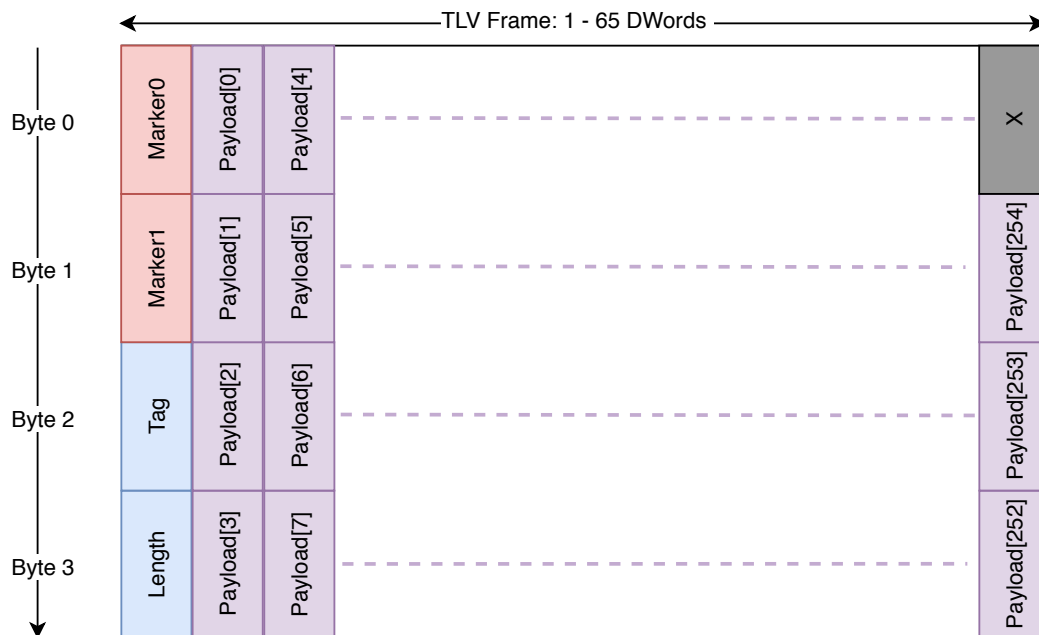 TLV Frame: 1 - 65 DWords
Byte 0
Marker0
Payload[0]
Payload[4]
X
Byte 1
Marker1
Payload[1]
Payload[5]
Payload[254]
Byte 2
Tag
Payload[2]
Payload[6]
Payload[253]
Byte 3
Length
Payload[3]
Payload[7]
Payload[252]